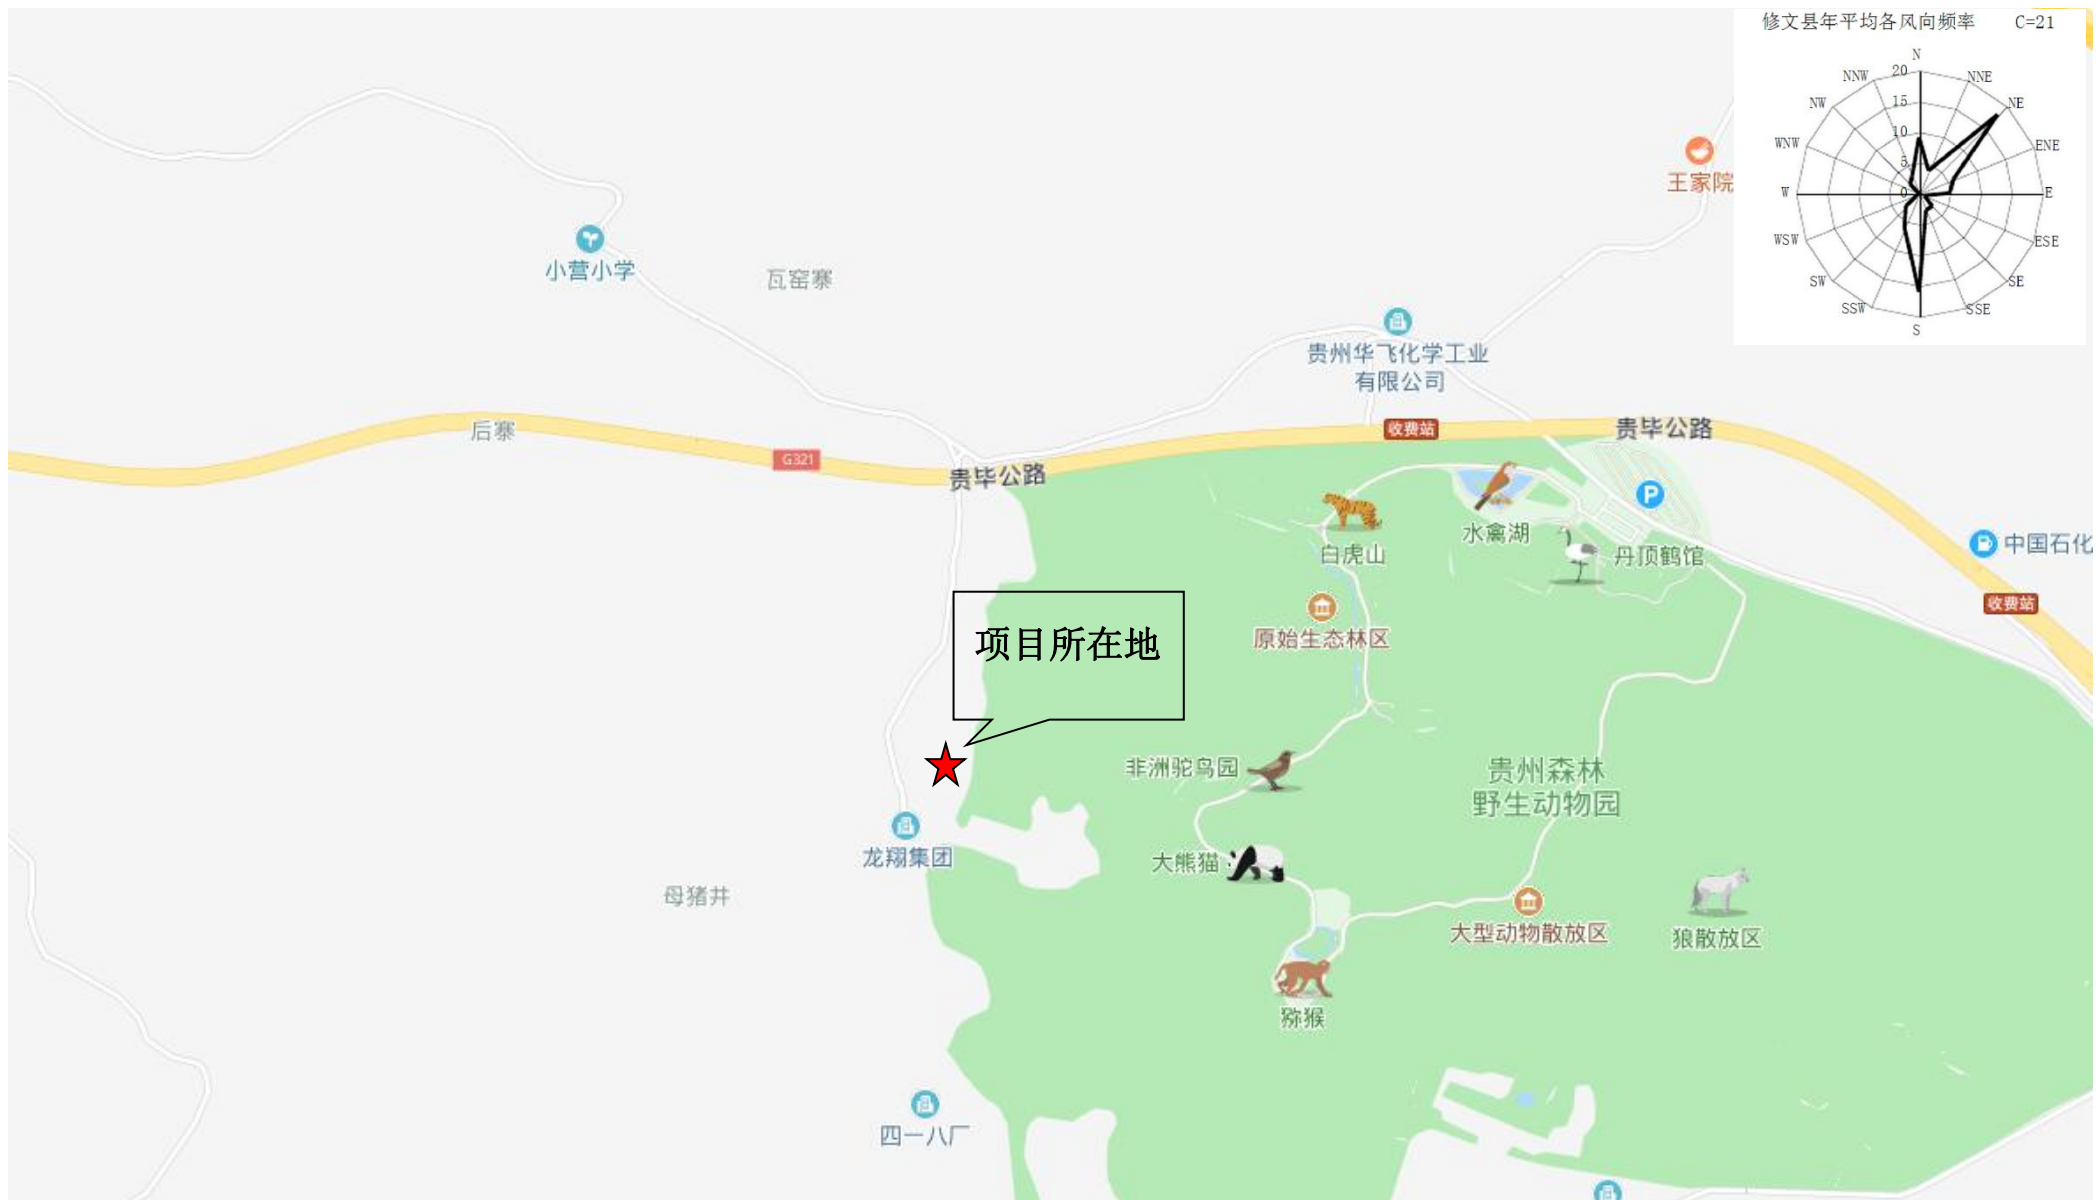 修文县年平均各风向频率 C=21
N
NNW
20
NNE
NW
15
NE
10
WNW
ENE
5
W
0
E
WSW
ESE
SW
SE
SSW
SSE
S
王家院
小营小学
瓦窑寨
贵州华飞化学工业
有限公司
后寨
G321
收费站
贵毕公路
贵毕公路
P
白虎山
水禽湖
丹顶鹤馆
中国石化
收费站
项目所在地
原始生态林区
非洲驼鸟园
贵州森林
野生动物园
龙翔集团
大熊猫
母猪井
大型动物散放区
狼散放区
猕猴
四一八厂